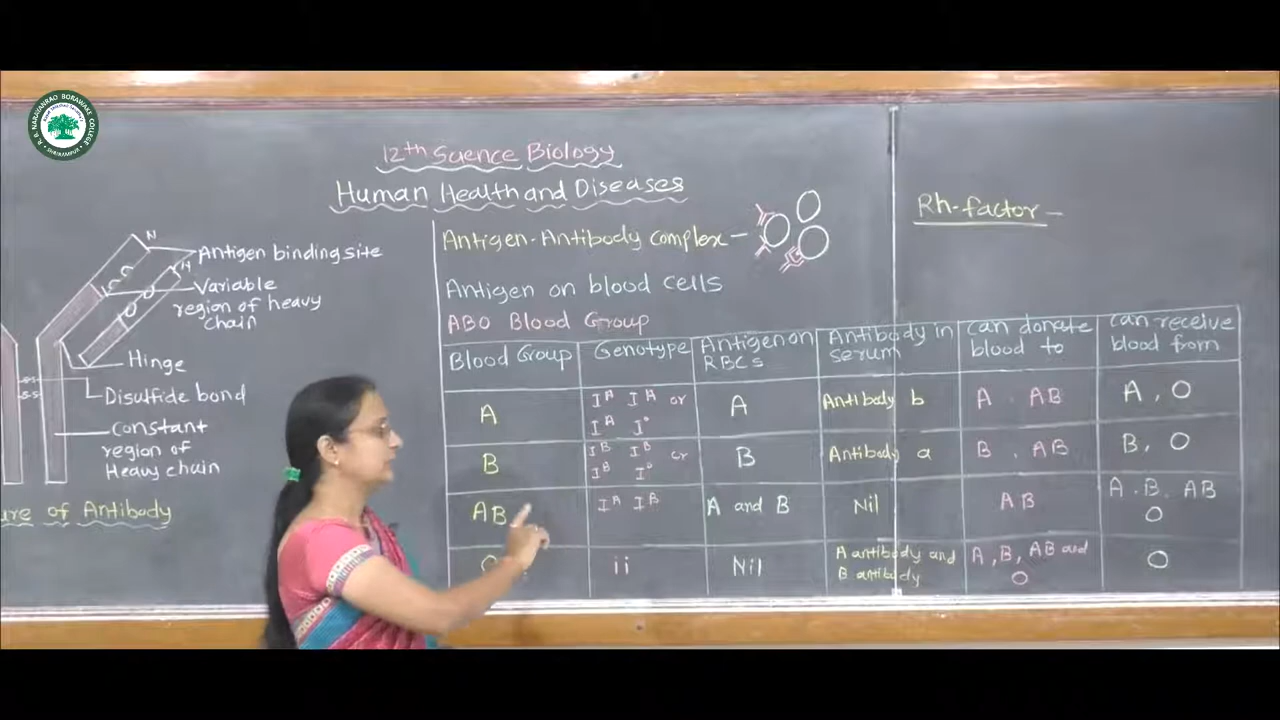 R. B. NARAYANRAO BORAWAKE COLLEGE
12th Science Biology
Human Health and Diseases
N
N
Antigen binding site
Variable
region of heavy
chain
Hinge
S-S
S-S
Disulfide bond
Constant
region of
Heavy chain
ure of Antibody
Antigen-Antibody complex -
Antigen on blood cells
ABO Blood Group
Blood Group Genotype Antigen on RBCs Antibody in serum can donate blood to can receive blood from
A Iᴬ Iᴬ or Iᴬ I° A Antibody b A . AB A , O
B Iᴮ Iᴮ or Iᴮ I° B Antibody a B . AB B , O
AB Iᴬ Iᴮ A and B Nil AB A . B . AB O
O ii Nil A antibody and B antibody A , B , AB and O O
Rh-factor -